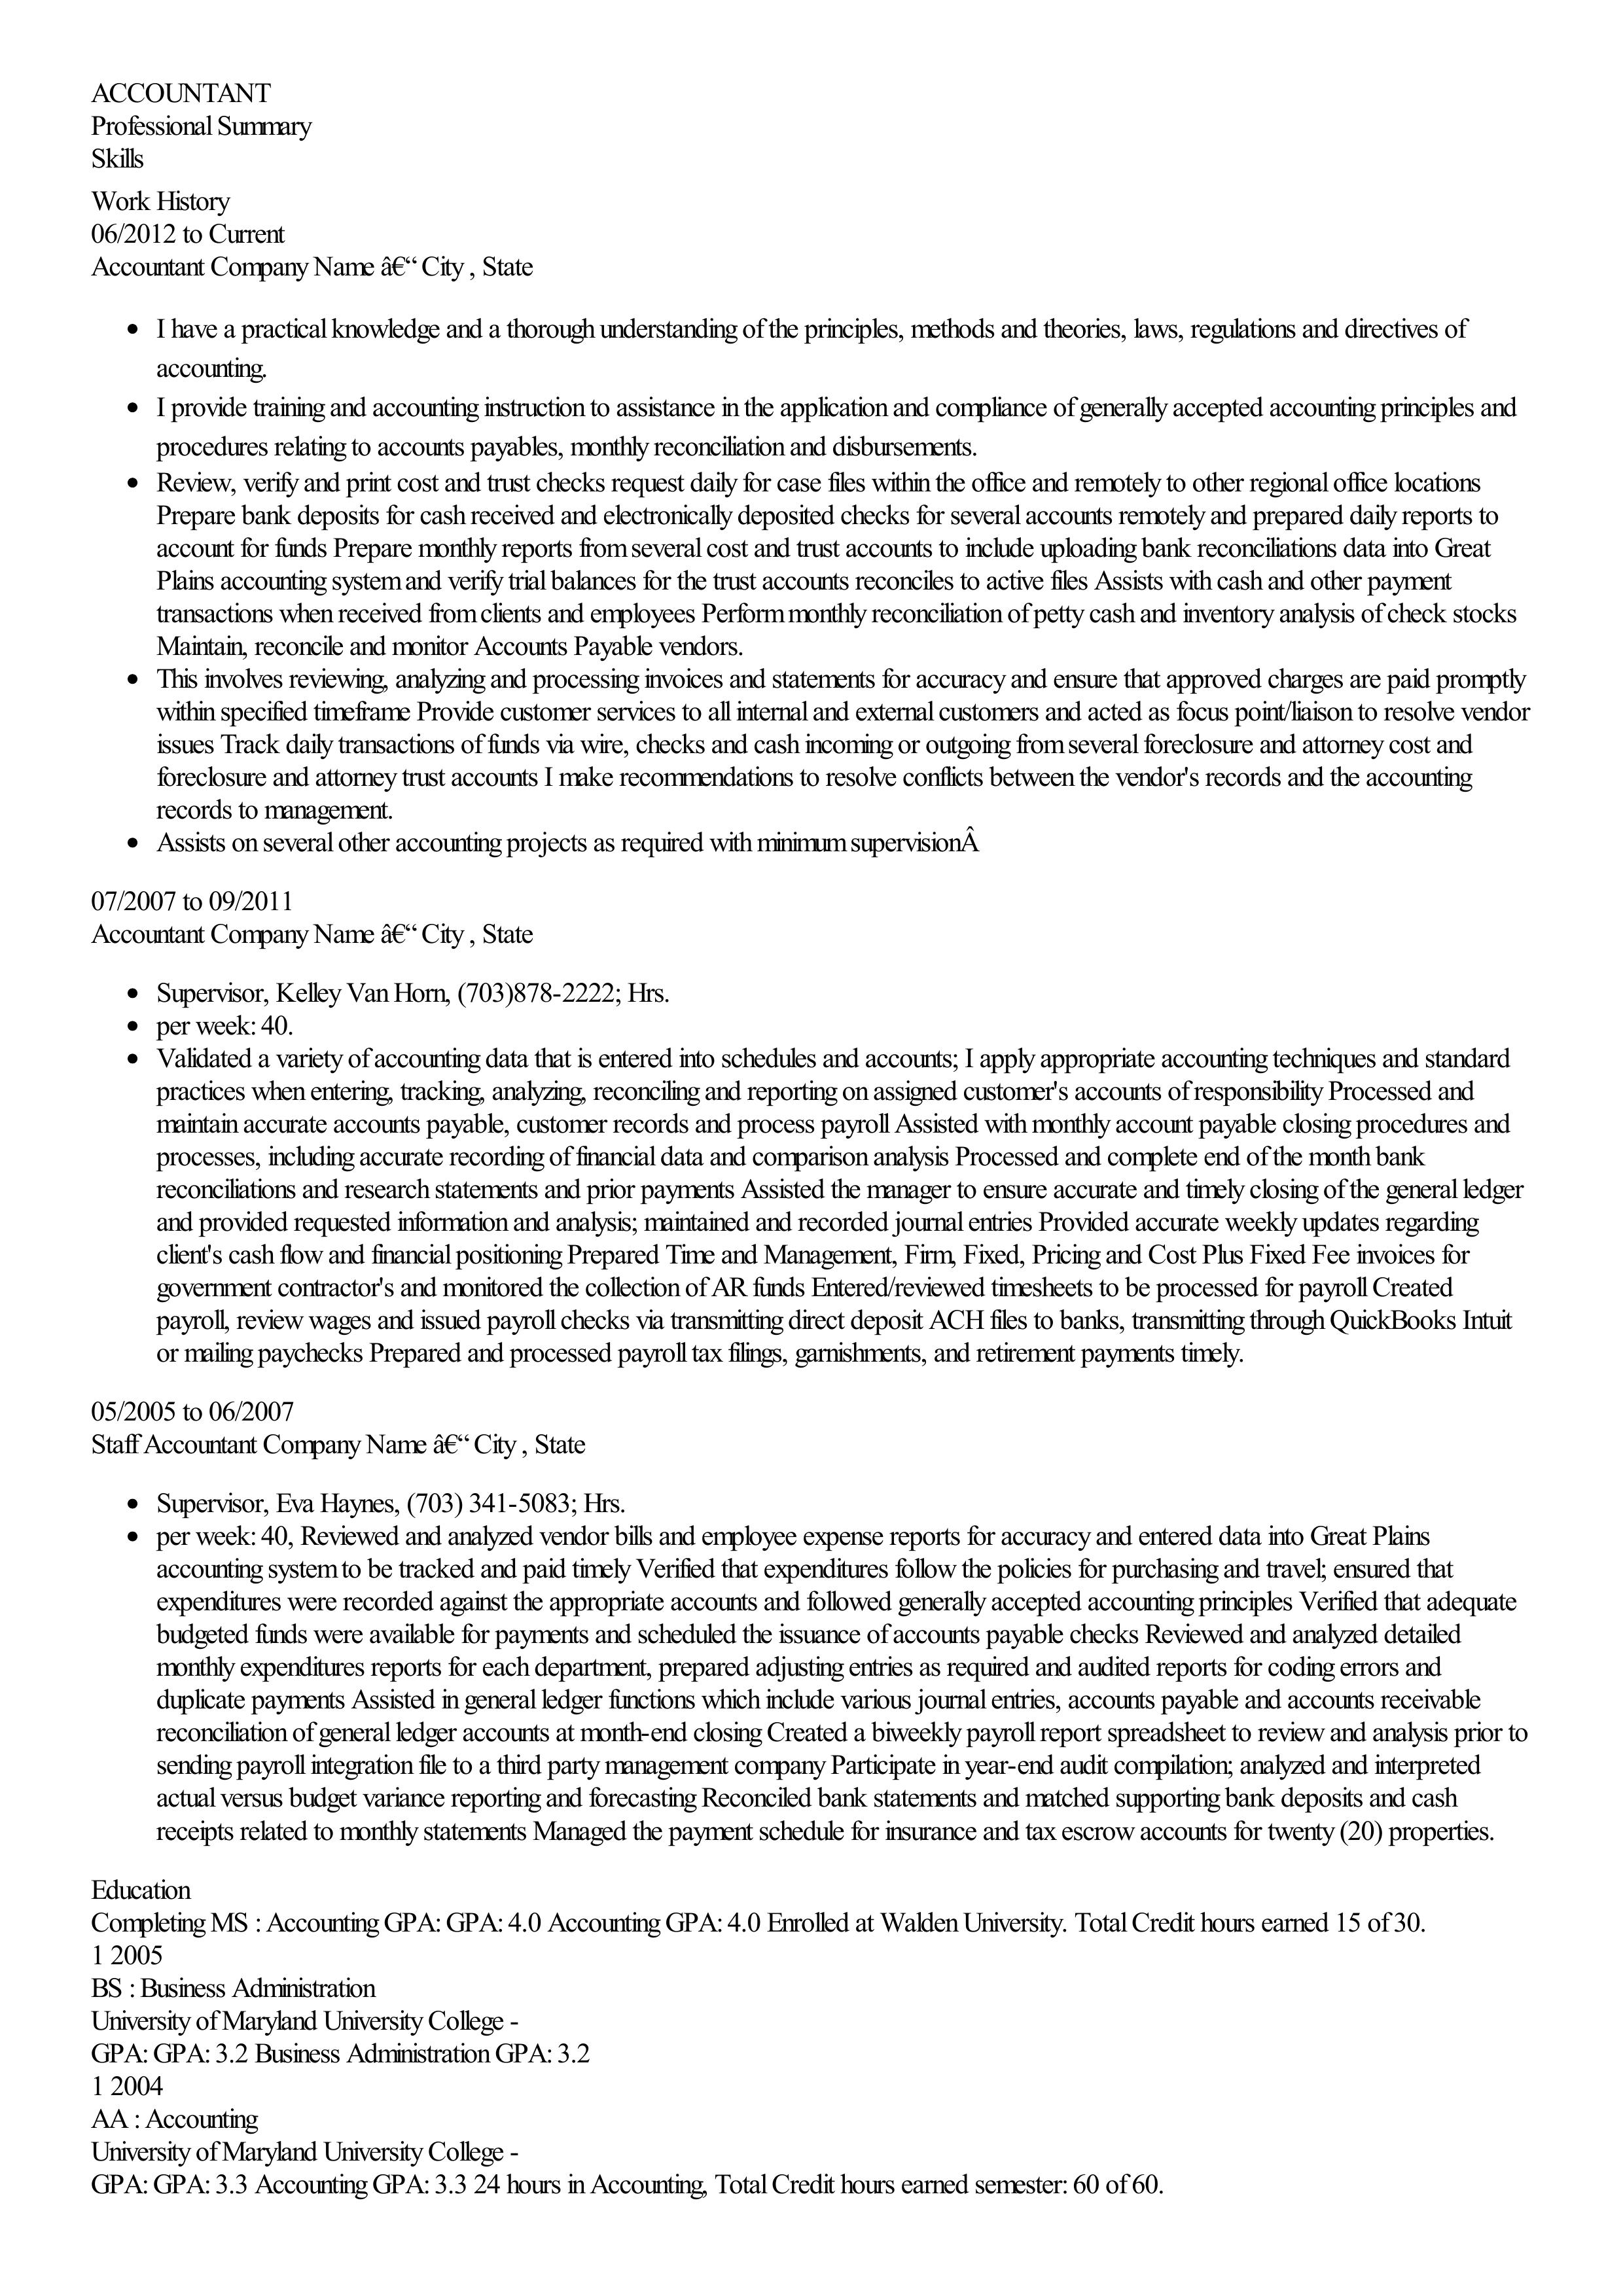 ACCOUNTANT
Professional Summary
Skills
Work History
06/2012 to Current
Accountant Company Name â€“ City , State
• I have a practical knowledge and a thorough understanding of the principles, methods and theories, laws, regulations and directives of
accounting.
• I provide training and accounting instruction to assistance in the application and compliance of generally accepted accounting principles and
procedures relating to accounts payables, monthly reconciliation and disbursements.
• Review, verify and print cost and trust checks request daily for case files within the office and remotely to other regional office locations
Prepare bank deposits for cash received and electronically deposited checks for several accounts remotely and prepared daily reports to
account for funds Prepare monthly reports from several cost and trust accounts to include uploading bank reconciliations data into Great
Plains accounting system and verify trial balances for the trust accounts reconciles to active files Assists with cash and other payment
transactions when received from clients and employees Perform monthly reconciliation of petty cash and inventory analysis of check stocks
Maintain, reconcile and monitor Accounts Payable vendors.
• This involves reviewing, analyzing and processing invoices and statements for accuracy and ensure that approved charges are paid promptly
within specified timeframe Provide customer services to all internal and external customers and acted as focus point/liaison to resolve vendor
issues Track daily transactions of funds via wire, checks and cash incoming or outgoing from several foreclosure and attorney cost and
foreclosure and attorney trust accounts I make recommendations to resolve conflicts between the vendor's records and the accounting
records to management.
• Assists on several other accounting projects as required with minimum supervisionÂ
07/2007 to 09/2011
Accountant Company Name â€“ City , State
• Supervisor, Kelley Van Horn, (703)878-2222; Hrs.
• per week: 40.
• Validated a variety of accounting data that is entered into schedules and accounts; I apply appropriate accounting techniques and standard
practices when entering, tracking, analyzing, reconciling and reporting on assigned customer's accounts of responsibility Processed and
maintain accurate accounts payable, customer records and process payroll Assisted with monthly account payable closing procedures and
processes, including accurate recording of financial data and comparison analysis Processed and complete end of the month bank
reconciliations and research statements and prior payments Assisted the manager to ensure accurate and timely closing of the general ledger
and provided requested information and analysis; maintained and recorded journal entries Provided accurate weekly updates regarding
client's cash flow and financial positioning Prepared Time and Management, Firm, Fixed, Pricing and Cost Plus Fixed Fee invoices for
government contractor's and monitored the collection of AR funds Entered/reviewed timesheets to be processed for payroll Created
payroll, review wages and issued payroll checks via transmitting direct deposit ACH files to banks, transmitting through QuickBooks Intuit
or mailing paychecks Prepared and processed payroll tax filings, garnishments, and retirement payments timely.
05/2005 to 06/2007
Staff Accountant Company Name â€“ City , State
• Supervisor, Eva Haynes, (703) 341-5083; Hrs.
• per week: 40, Reviewed and analyzed vendor bills and employee expense reports for accuracy and entered data into Great Plains
accounting system to be tracked and paid timely Verified that expenditures follow the policies for purchasing and travel; ensured that
expenditures were recorded against the appropriate accounts and followed generally accepted accounting principles Verified that adequate
budgeted funds were available for payments and scheduled the issuance of accounts payable checks Reviewed and analyzed detailed
monthly expenditures reports for each department, prepared adjusting entries as required and audited reports for coding errors and
duplicate payments Assisted in general ledger functions which include various journal entries, accounts payable and accounts receivable
reconciliation of general ledger accounts at month-end closing Created a biweekly payroll report spreadsheet to review and analysis prior to
sending payroll integration file to a third party management company Participate in year-end audit compilation; analyzed and interpreted
actual versus budget variance reporting and forecasting Reconciled bank statements and matched supporting bank deposits and cash
receipts related to monthly statements Managed the payment schedule for insurance and tax escrow accounts for twenty (20) properties.
Education
Completing MS : Accounting GPA: GPA: 4.0 Accounting GPA: 4.0 Enrolled at Walden University. Total Credit hours earned 15 of 30.
1 2005
BS : Business Administration
University of Maryland University College -
GPA: GPA: 3.2 Business Administration GPA: 3.2
1 2004
AA : Accounting
University of Maryland University College -
GPA: GPA: 3.3 Accounting GPA: 3.3 24 hours in Accounting, Total Credit hours earned semester: 60 of 60.